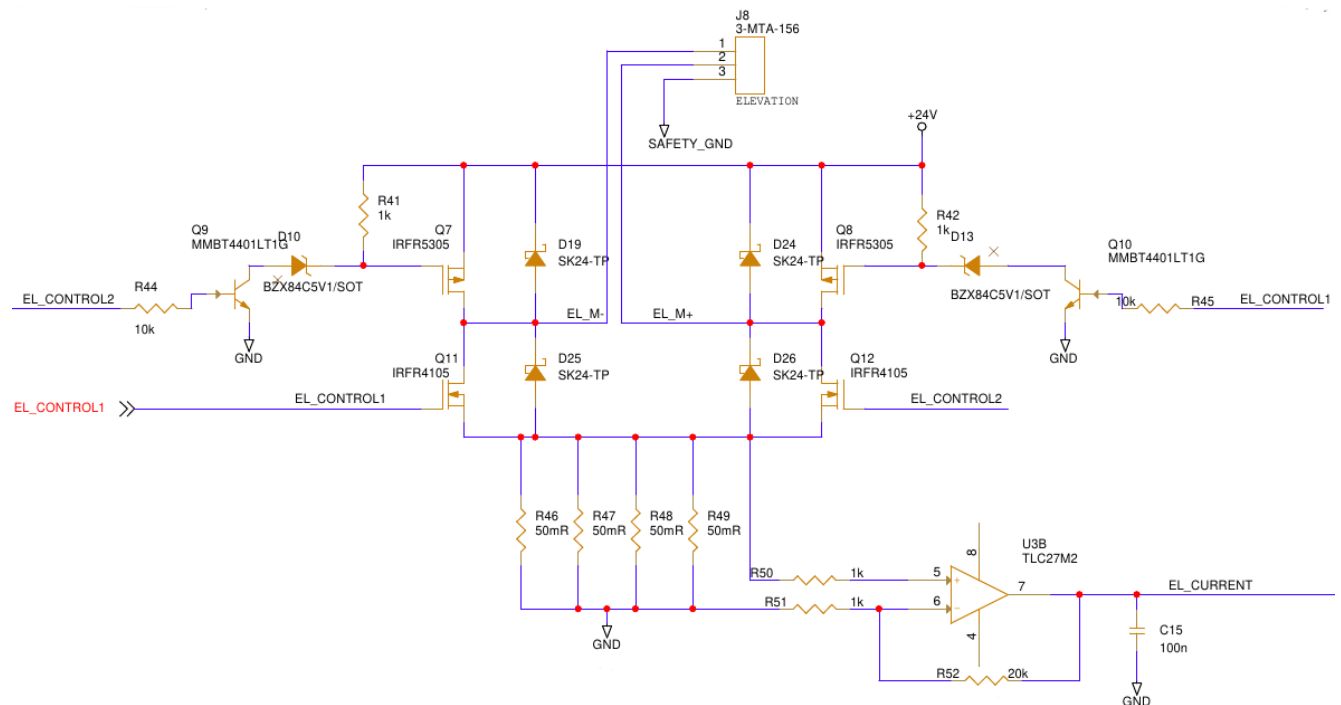 J8
3-MTA-156
1
2
3
ELEVATION
SAFETY_GND
+24V
R41
1k
Q7
IRFR5305
D19
SK24-TP
D24
SK24-TP
Q8
IRFR5305
R42
1k
D13
BZX84C5V1/SOT
Q10
MMBT4401LT1G
Q9
MMBT4401LT1G
D10
BZX84C5V1/SOT
R44
10k
EL_CONTROL2
GND
EL_M-
EL_M+
GND
10k
R45
EL_CONTROL1
Q11
IRFR4105
D25
SK24-TP
D26
SK24-TP
Q12
IRFR4105
EL_CONTROL1
EL_CONTROL1
EL_CONTROL2
R46
50mR
R47
50mR
R48
50mR
R49
50mR
GND
R50
1k
R51
1k
5
6
+
-
8
4
7
U3B
TLC27M2
EL_CURRENT
R52
20k
C15
100n
GND